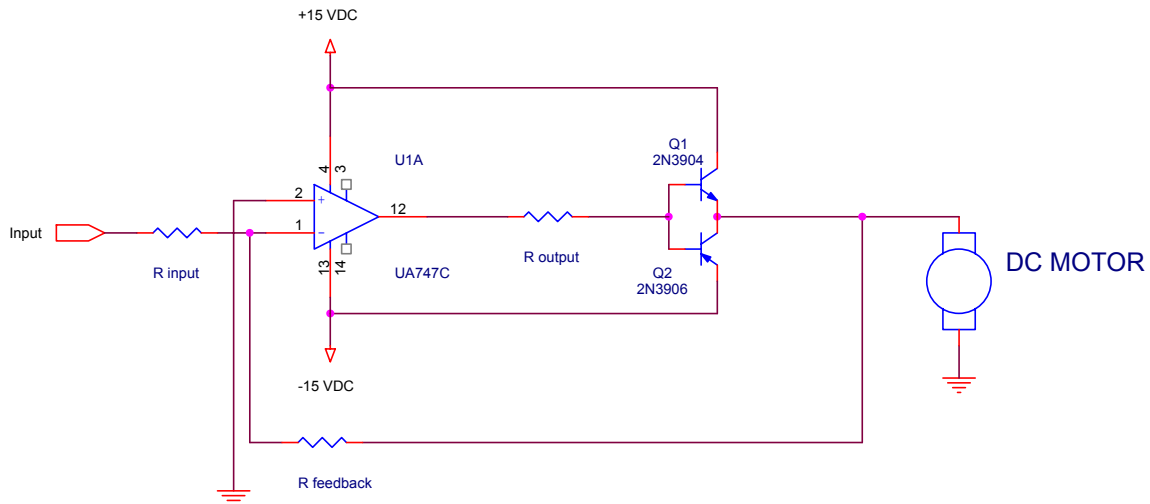 +15 VDC
Q1
2N3904
4
3
U1A
2
+
12
Input
1
−
R input
R output
13
14
UA747C
Q2
2N3906
DC MOTOR
-15 VDC
R feedback